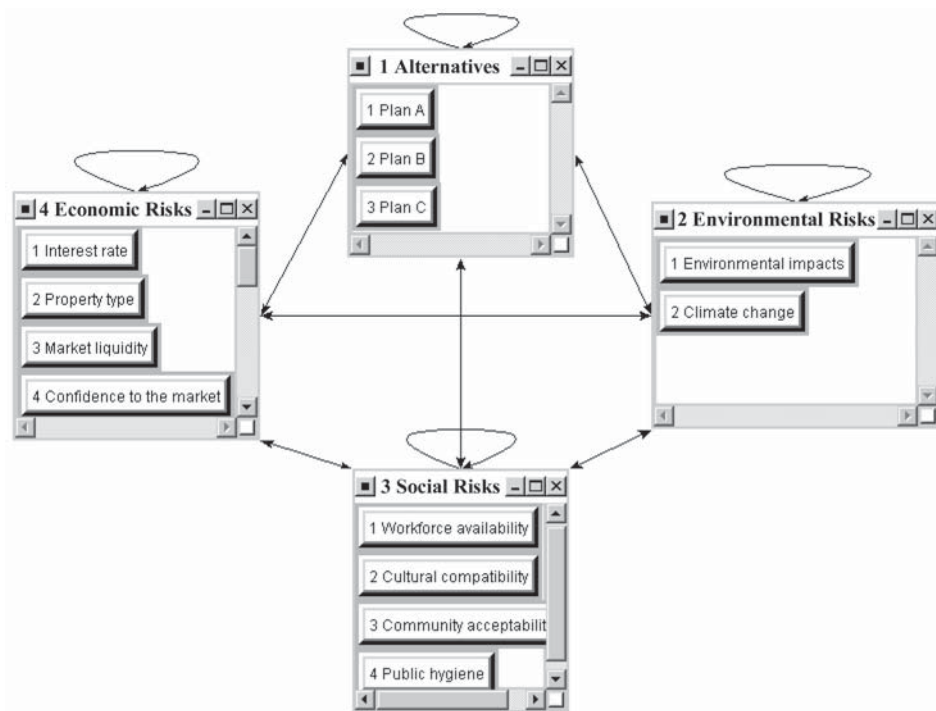 1 Alternatives
1 Plan A
2 Plan B
3 Plan C
4 Economic Risks
1 Interest rate
2 Property type
3 Market liquidity
4 Confidence to the market
2 Environmental Risks
1 Environmental impacts
2 Climate change
3 Social Risks
1 Workforce availability
2 Cultural compatibility
3 Community acceptabilit
4 Public hygiene